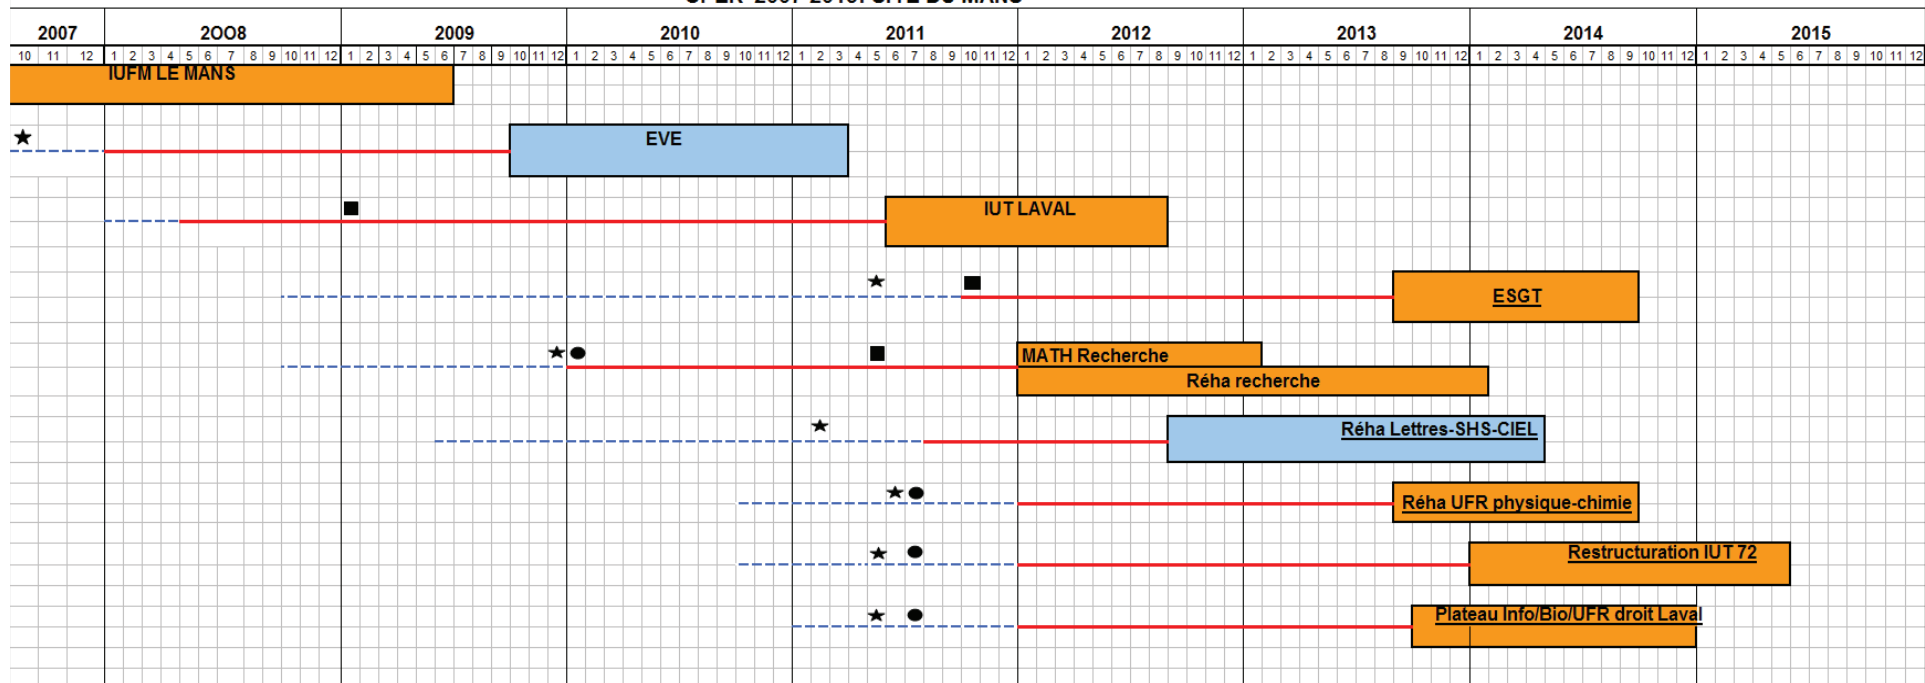 CPER 2007-2013: SITE DU MANS
2007 2OO8 2009 2010 2011 2012 2013 2014 2015
10 11 12 1 2 3 4 5 6 7 8 9 10 11 12 1 2 3 4 5 6 7 8 9 10 11 12 1 2 3 4 5 6 7 8 9 10 11 12 1 2 3 4 5 6 7 8 9 10 11 12 1 2 3 4 5 6 7 8 9 10 11 12 1 2 3 4 5 6 7 8 9 10 11 12 1 2 3 4 5 6 7 8 9 10 11 12 1 2 3 4 5 6 7 8 9 10 11 12
IUFM LE MANS
EVE
IUT LAVAL
ESGT
MATH Recherche
Réha recherche
Réha Lettres-SHS-CIEL
Réha UFR physique-chimie
Restructuration IUT 72
Plateau Info/Bio/UFR droit Laval